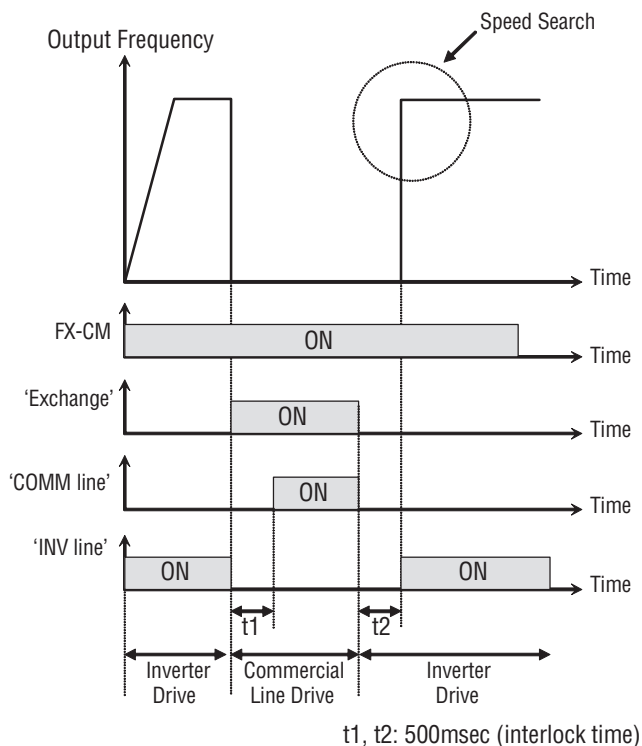 Speed Search
Output Frequency
Time
FX-CM
ON
Time
‘Exchange’
ON
Time
‘COMM line’
ON
Time
‘INV line’
ON
ON
Time
t1
t2
Inverter
Drive
Commercial
Line Drive
Inverter
Drive
t1, t2: 500msec (interlock time)